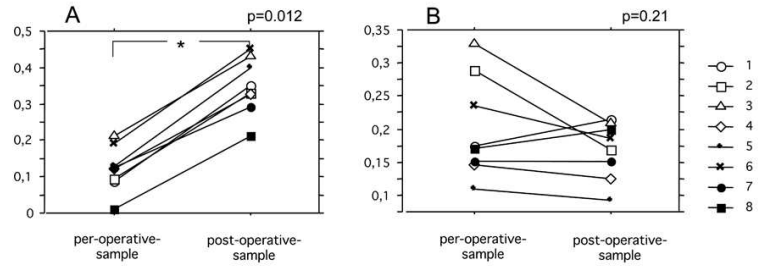 A
p=0.012
0,5
0,4
0,3
0,2
0,1
0
*
per-operative-
sample
post-operative-
sample
B
p=0.21
0,35
0,3
0,25
0,2
0,15
0,1
per-operative-
sample
post-operative-
sample
1
2
3
4
5
6
7
8